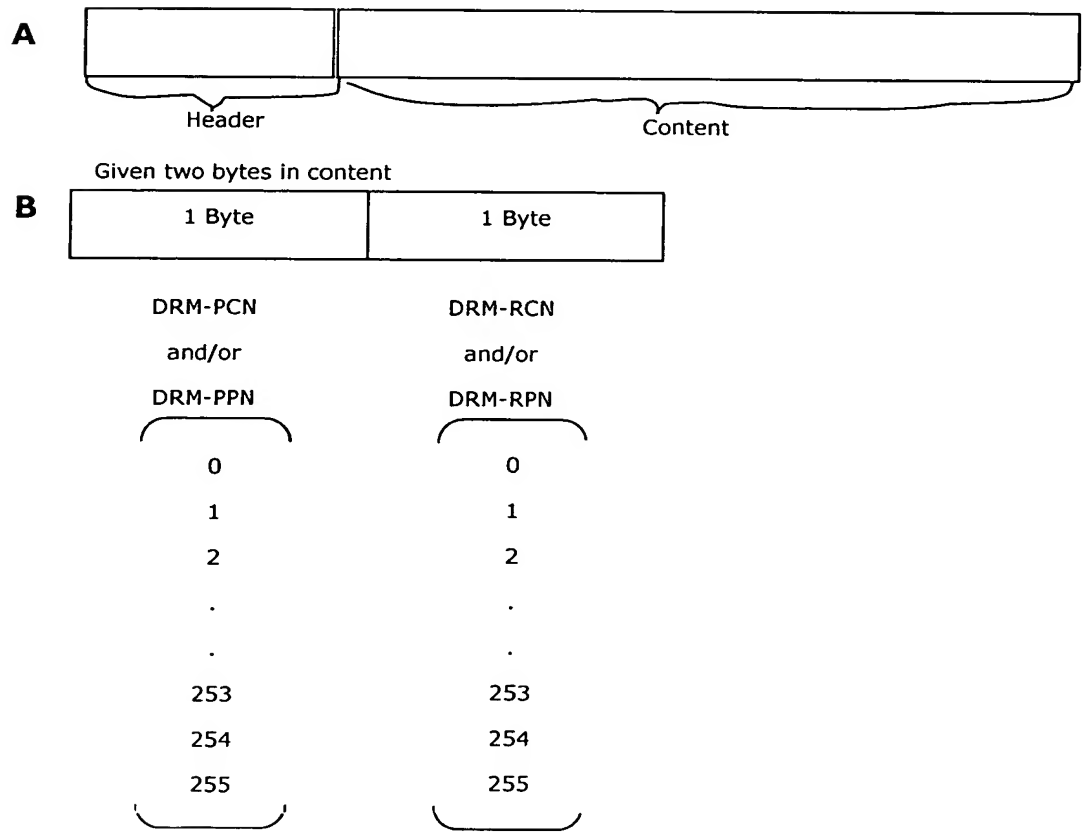 A
Header
Content
Given two bytes in content
B
1 Byte 1 Byte
DRM-PCN DRM-RCN
and/or and/or
DRM-PPN DRM-RPN
0 0
1 1
2 2
. .
. .
253 253
254 254
255 255